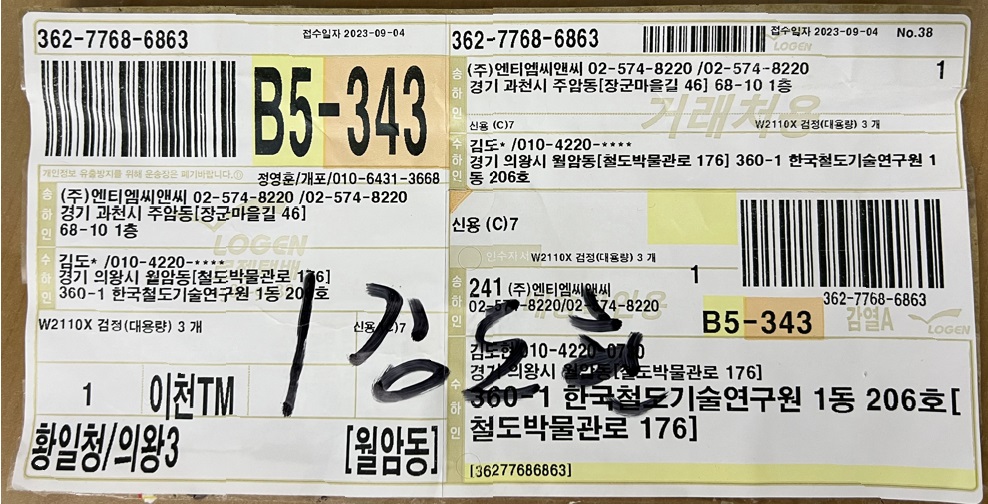 362-7768-6863
접수일자 2023-09-04
B5-343
개인정보 유출방지를 위해 운송장은 폐기바랍니다.
정영훈/개포/010-6431-3668
송하인
(주)엔티엠씨앤씨 02-574-8220 /02-574-8220
경기 과천시 주암동[장군마을길 46]
68-10 1층
LOGEN
수하인
김도* /010-4220-****
경기 의왕시 월암동[철도박물관로 176]
360-1 한국철도기술연구원 1동 206호
W2110X 검정(대용량) 3 개
신용 (C)7
1
이천TM
황일청/의왕3
[월암동]
1 김도한
362-7768-6863
접수일자 2023-09-04
No.38
LOGEN
송하인
(주)엔티엠씨앤씨 02-574-8220 /02-574-8220
1
경기 과천시 주암동[장군마을길 46] 68-10 1층
거래처용
신용 (C)7
W2110X 검정(대용량) 3 개
수하인
김도* /010-4220-****
경기 의왕시 월암동[철도박물관로 176] 360-1 한국철도기술연구원 1
동 206호
신용 (C)7
W2110X 검정(대용량) 3 개
1
송하인
241 (주)엔티엠씨앤씨
02-574-8220/02-574-8220
362-7768-6863
B5-343
감열A
LOGEN
수하인
경기 의왕시 월암동[철도박물관로 176]
360-1 한국철도기술연구원 1동 206호[
철도박물관로 176]
[36277686863]